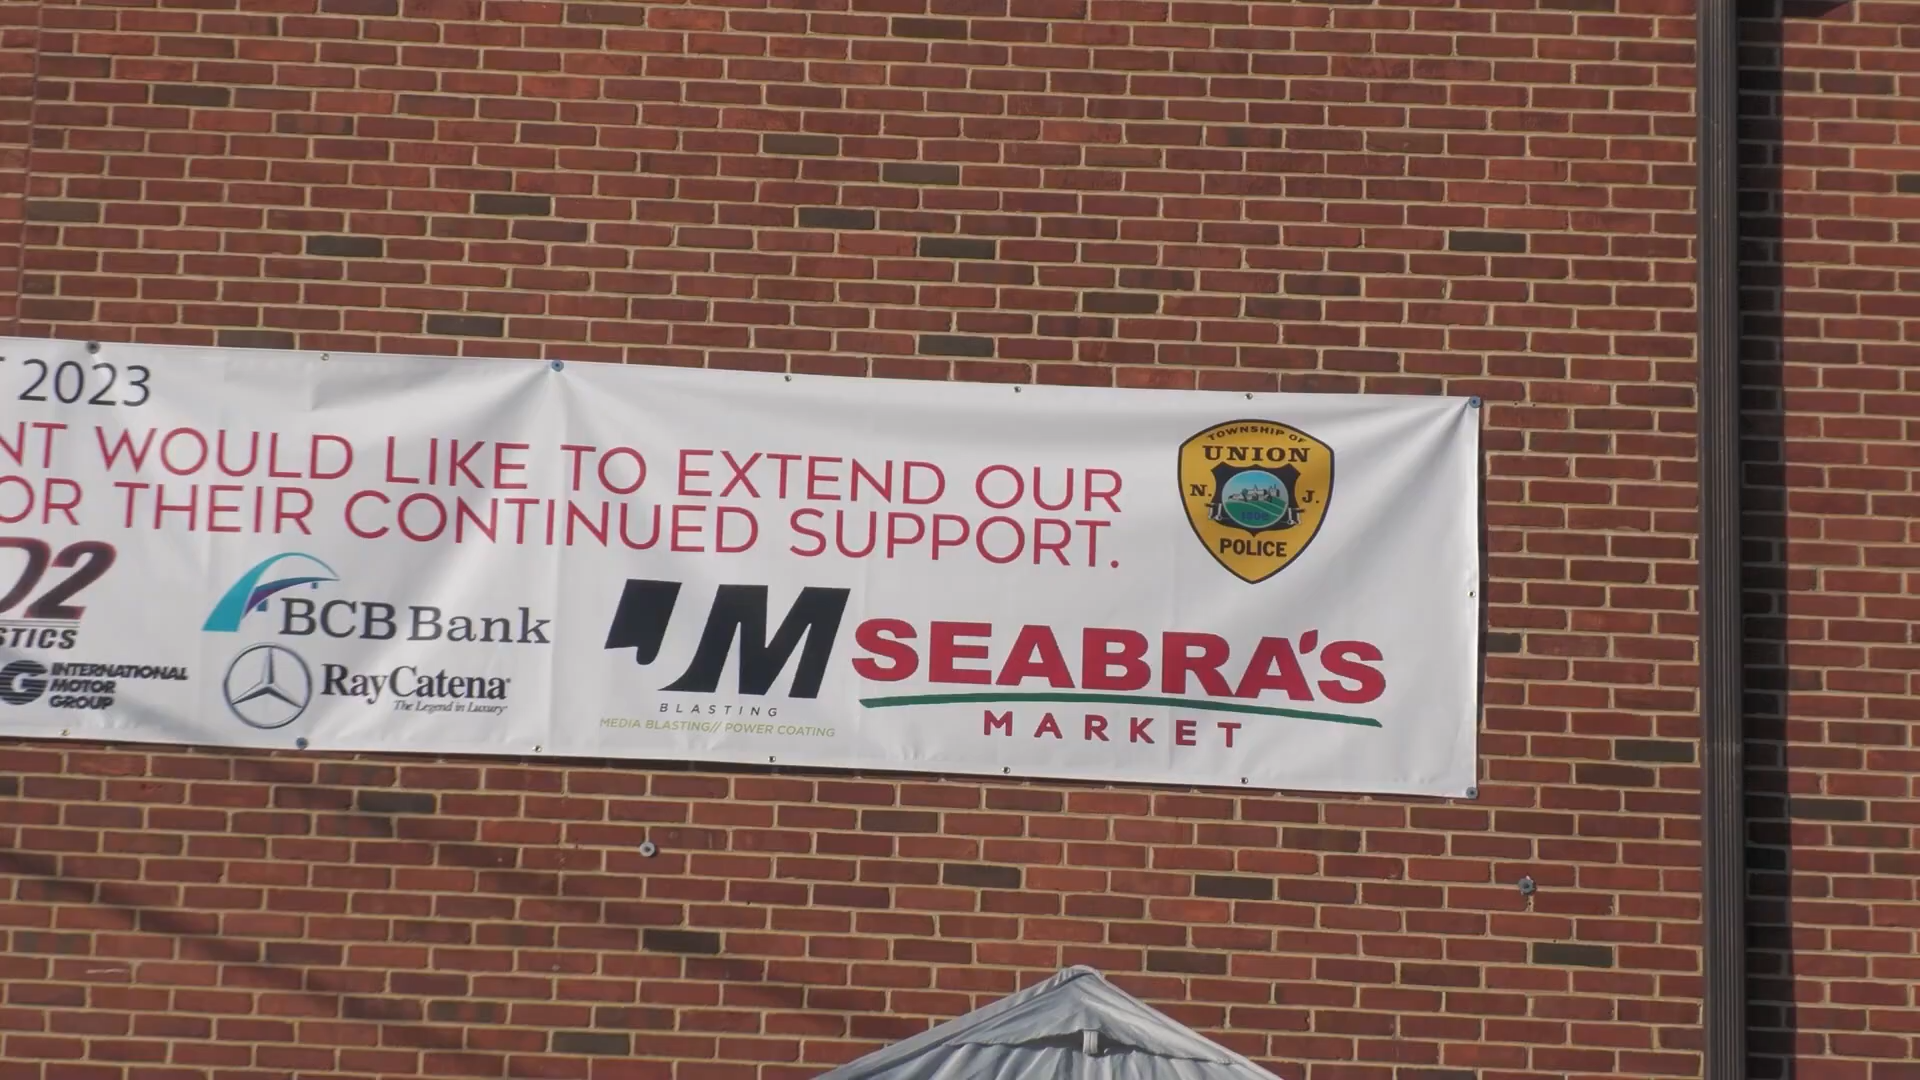 2023
WOULD LIKE TO EXTEND OUR
OR THEIR CONTINUED SUPPORT.
TOWNSHIP OF
UNION
N. J.
1808
POLICE
BCB Bank
INTERNATIONAL
MOTOR
GROUP
RayCatena
The Legend in Luxury
JM
BLASTING
MEDIA BLASTING// POWER COATING
SEABRA'S
MARKET